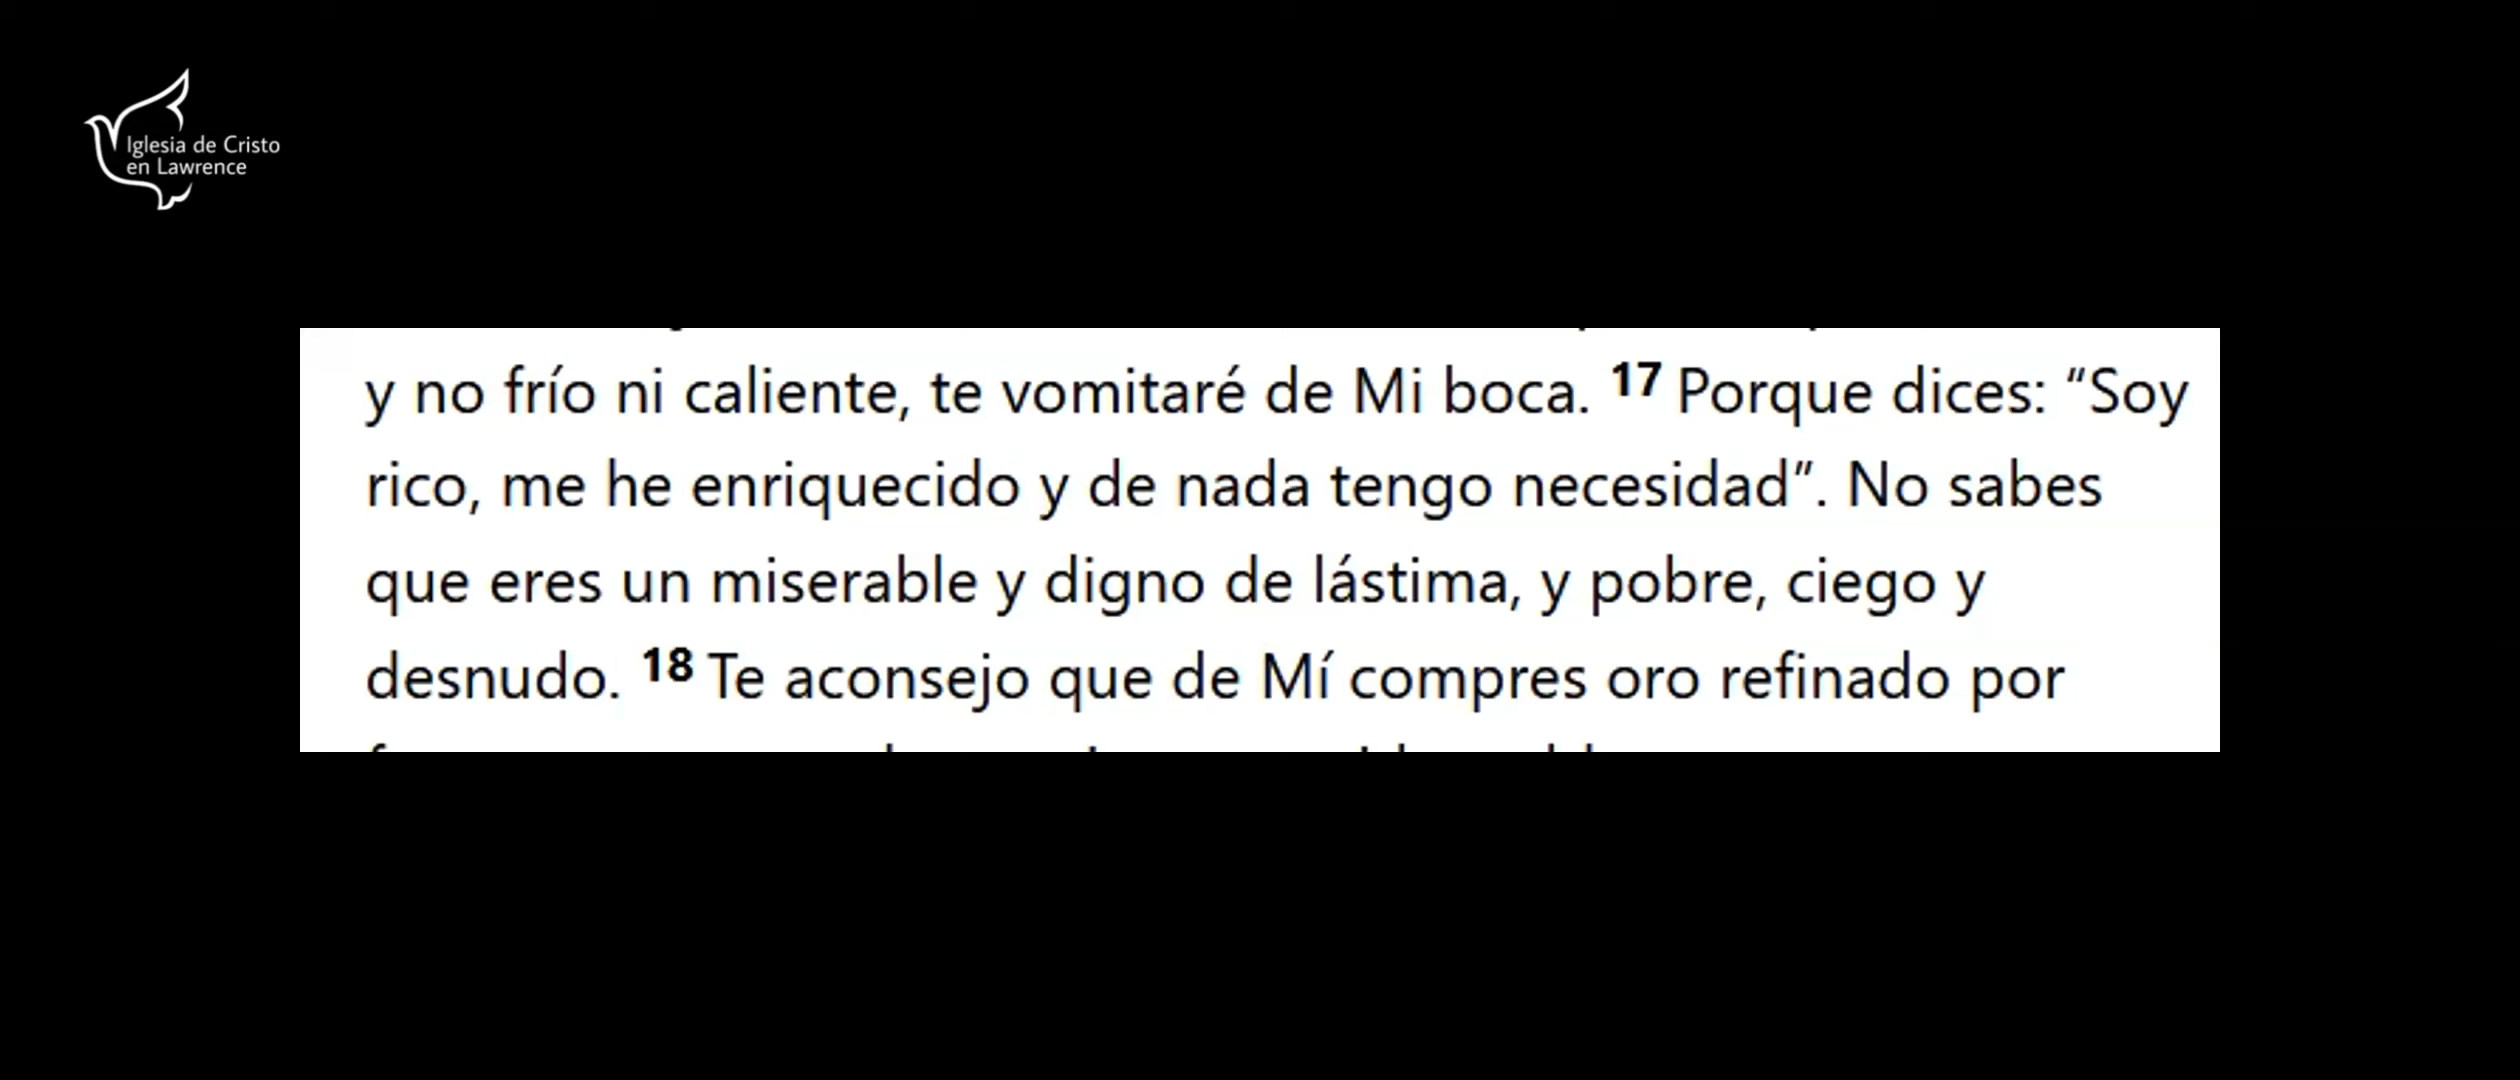 Iglesia de Cristo
en Lawrence
y no frío ni caliente, te vomitaré de Mi boca. 17 Porque dices: “Soy
rico, me he enriquecido y de nada tengo necesidad”. No sabes
que eres un miserable y digno de lástima, y pobre, ciego y
desnudo. 18 Te aconsejo que de Mí compres oro refinado por